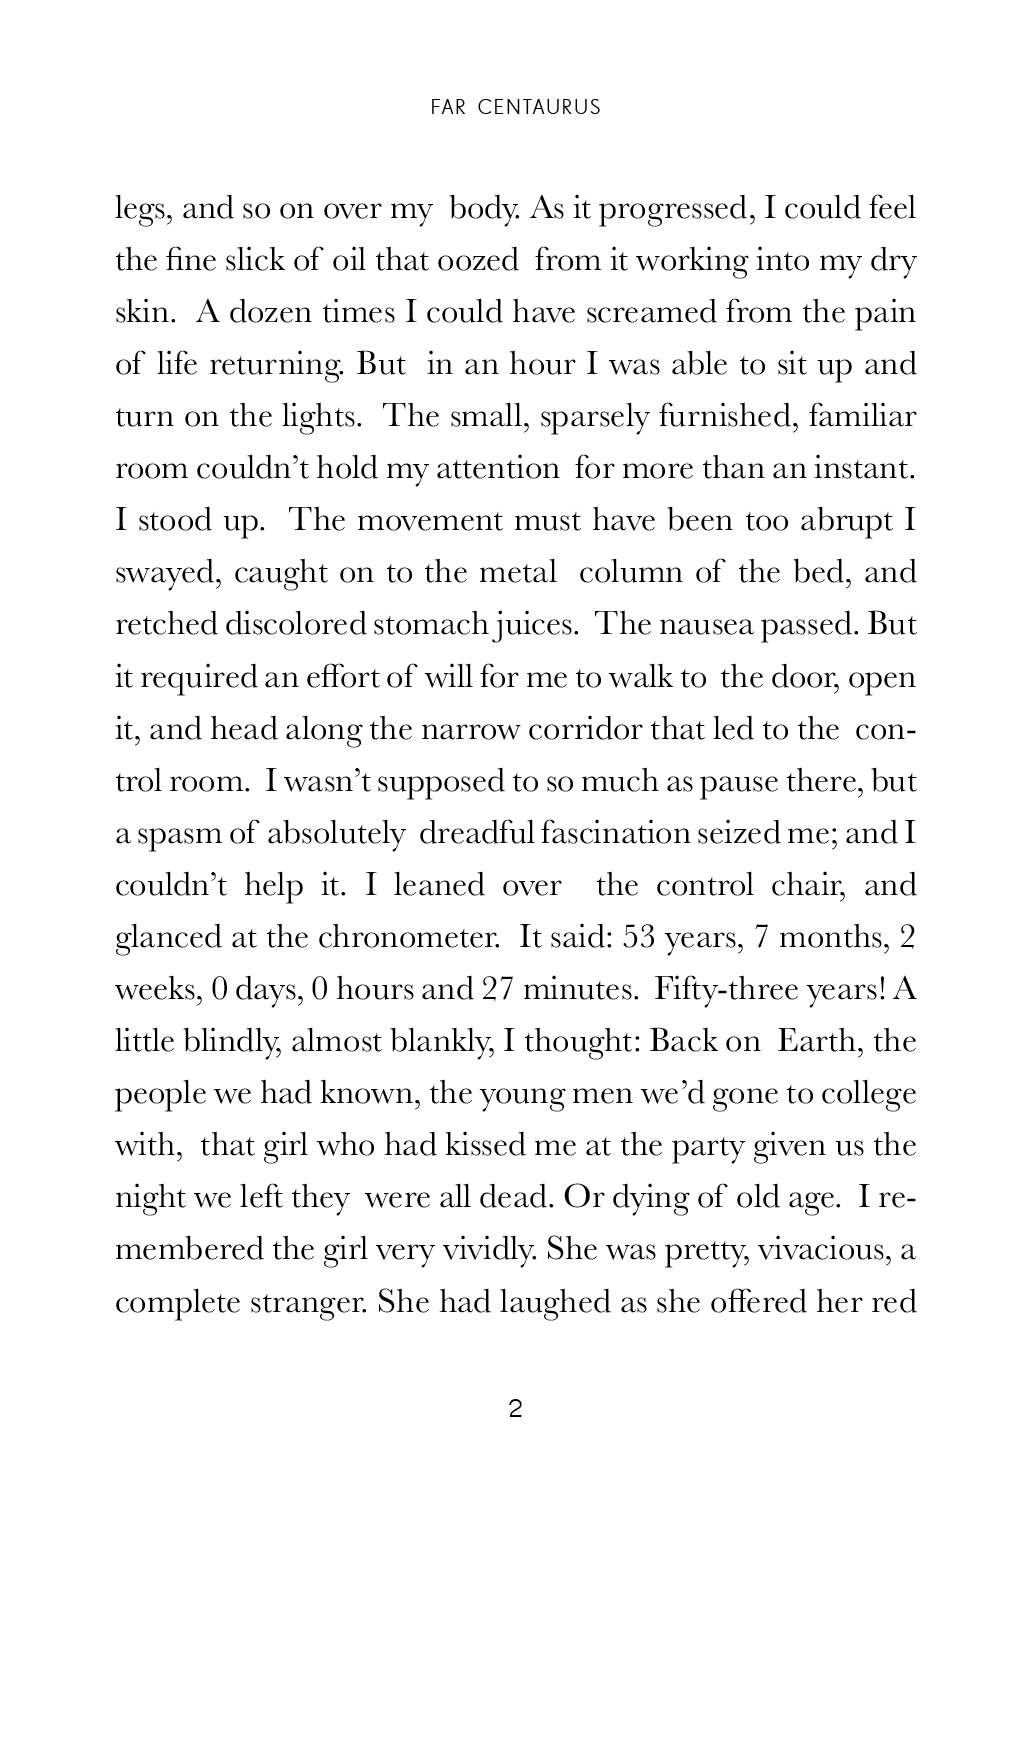 FAR CENTAURUS
legs, and so on over my body. As it progressed, I could feel
the fine slick of oil that oozed from it working into my dry
skin. A dozen times I could have screamed from the pain
of life returning. But in an hour I was able to sit up and
turn on the lights. The small, sparsely furnished, familiar
room couldn’t hold my attention for more than an instant.
I stood up. The movement must have been too abrupt I
swayed, caught on to the metal column of the bed, and
retched discolored stomach juices. The nausea passed. But
it required an effort of will for me to walk to the door, open
it, and head along the narrow corridor that led to the con-
trol room. I wasn’t supposed to so much as pause there, but
a spasm of absolutely dreadful fascination seized me; and I
couldn’t help it. I leaned over the control chair, and
glanced at the chronometer. It said: 53 years, 7 months, 2
weeks, 0 days, 0 hours and 27 minutes. Fifty-three years! A
little blindly, almost blankly, I thought: Back on Earth, the
people we had known, the young men we’d gone to college
with, that girl who had kissed me at the party given us the
night we left they were all dead. Or dying of old age. I re-
membered the girl very vividly. She was pretty, vivacious, a
complete stranger. She had laughed as she offered her red
2